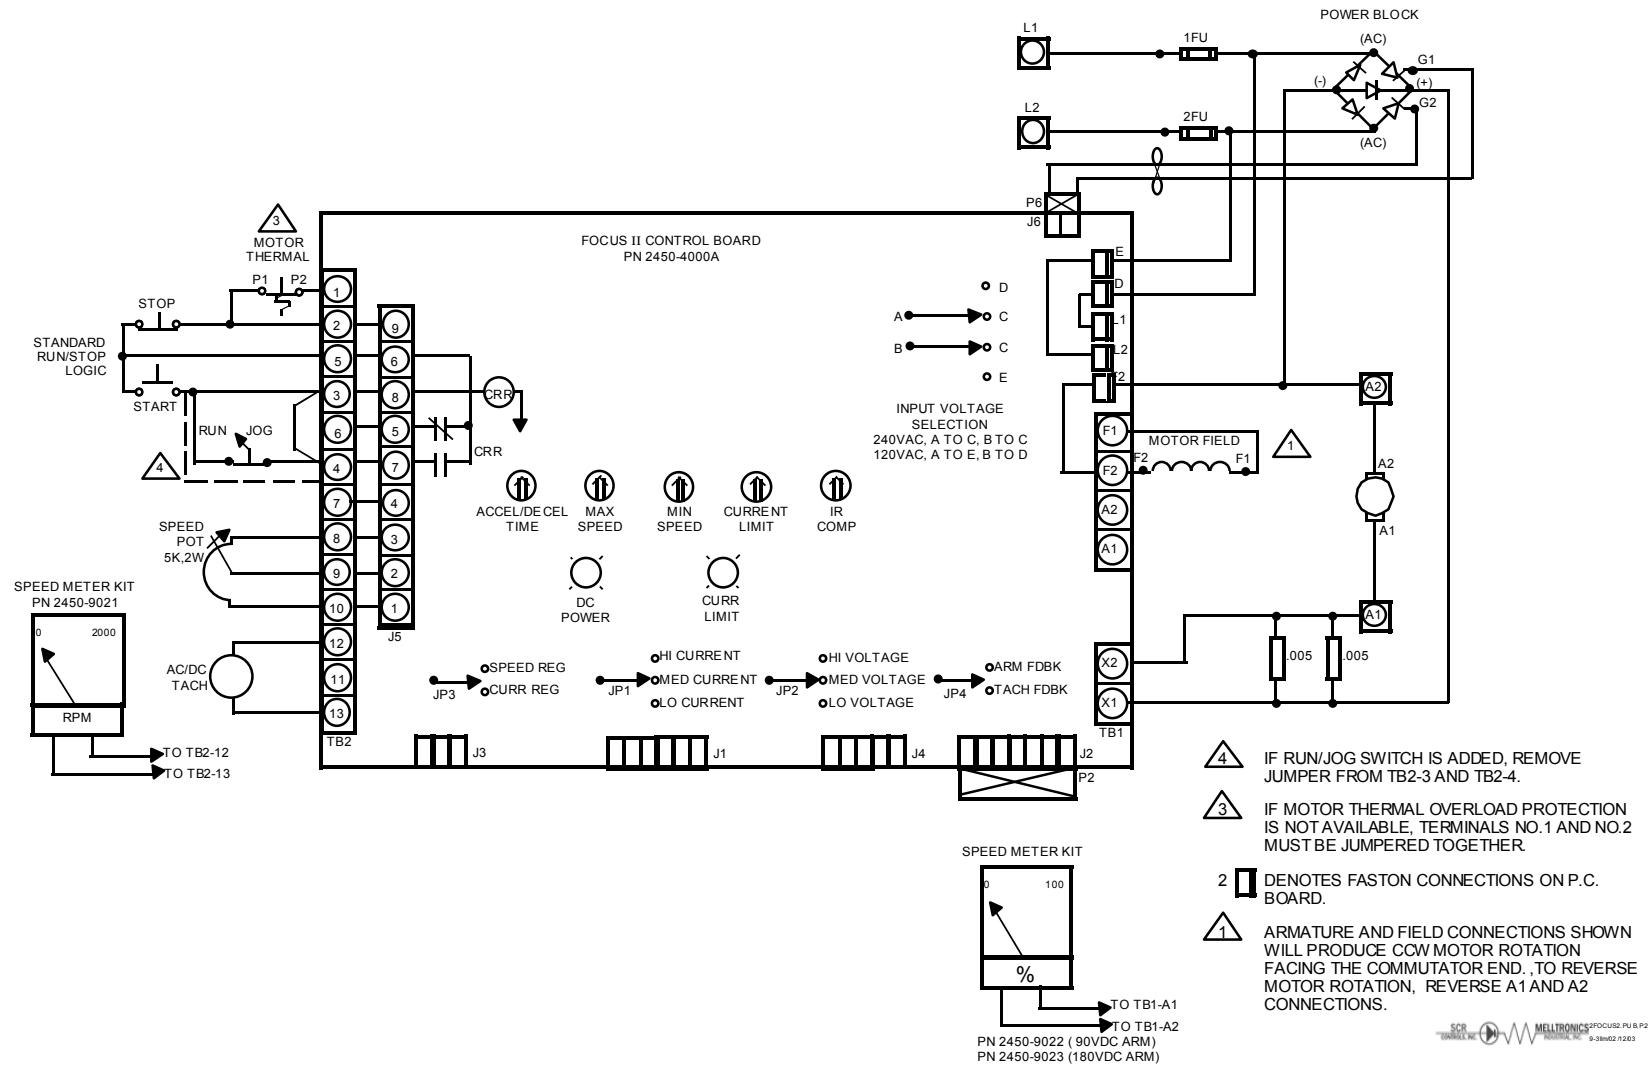 POWER BLOCK
L1
1FU
(AC)
G1
(-)
(+)
G2
L2
2FU
(AC)
P6
J6
3
MOTOR
THERMAL
P1 P2
FOCUS II CONTROL BOARD
PN 2450-4000A
E
D
L1
L2
F2
D
A C
B C
E
INPUT VOLTAGE
SELECTION
240VAC, A TO C, B TO C
120VAC, A TO E, B TO D
STOP
STANDARD
RUN/STOP
LOGIC
START
RUN JOG
4
1
2
5
3
6
4
7
8
9
10
12
11
13
TB2
9
6
8
5
7
4
3
2
1
J5
CRR
CRR
SPEED
POT
5K,2W
AC/DC
TACH
SPEED METER KIT
PN 2450-9021
0 2000
RPM
TO TB2-12
TO TB2-13
ACCEL/DECEL
TIME
MAX
SPEED
MIN
SPEED
CURRENT
LIMIT
IR
COMP
DC
POWER
CURR
LIMIT
JP3
SPEED REG
CURR REG
JP1
HI CURRENT
MED CURRENT
LO CURRENT
JP2
HI VOLTAGE
MED VOLTAGE
LO VOLTAGE
JP4
ARM FDBK
TACH FDBK
J3
J1
J4
J2
P2
F1
F2
A2
A1
X2
X1
TB1
MOTOR FIELD
F2 F1
1
A2
A2
A1
A1
.005 .005
SPEED METER KIT
0 100
%
TO TB1-A1
TO TB1-A2
PN 2450-9022 ( 90VDC ARM)
PN 2450-9023 (180VDC ARM)
4 IF RUN/JOG SWITCH IS ADDED, REMOVE
JUMPER FROM TB2-3 AND TB2-4.
3 IF MOTOR THERMAL OVERLOAD PROTECTION
IS NOT AVAILABLE, TERMINALS NO.1 AND NO.2
MUST BE JUMPERED TOGETHER.
2 DENOTES FASTON CONNECTIONS ON P.C.
BOARD.
1 ARMATURE AND FIELD CONNECTIONS SHOWN
WILL PRODUCE CCW MOTOR ROTATION
FACING THE COMMUTATOR END. ,TO REVERSE
MOTOR ROTATION, REVERSE A1 AND A2
CONNECTIONS.
SCR
CONTROLS, INC.
MELLTRONICS
INDUSTRIAL, INC.
2FOCUS2.PUB,P2